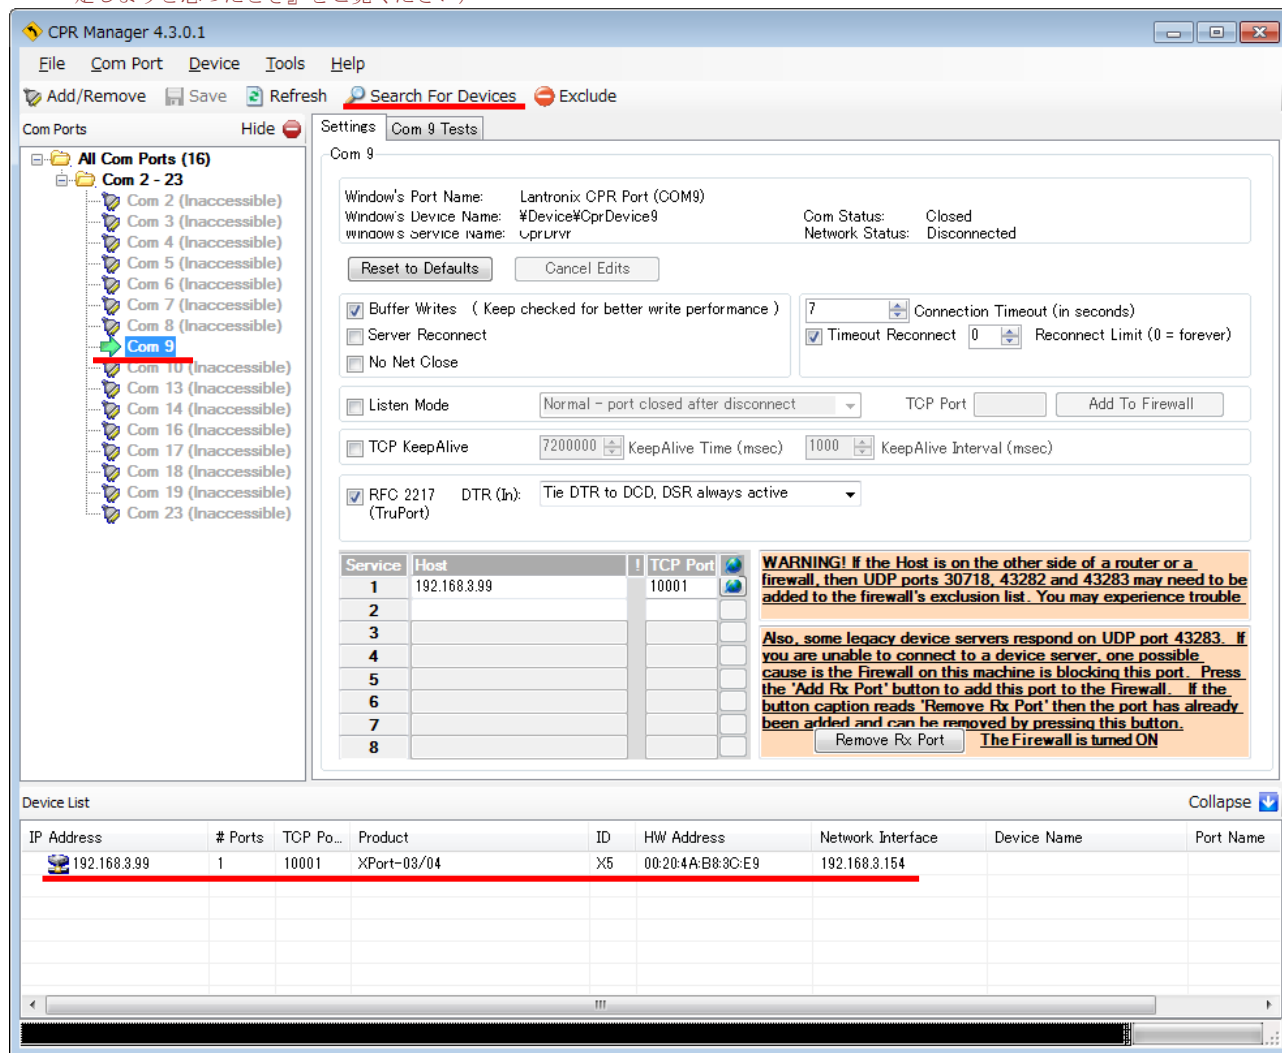 CPR Manager 4.3.0.1
File Com Port Device Tools Help
Add/Remove Save Refresh Search For Devices Exclude
Com Ports Hide
Settings Com 9 Tests
All Com Ports (16)
Com 2 - 23
Com 2 (Inaccessible)
Com 3 (Inaccessible)
Com 4 (Inaccessible)
Com 5 (Inaccessible)
Com 6 (Inaccessible)
Com 7 (Inaccessible)
Com 8 (Inaccessible)
Com 9
Com 10 (Inaccessible)
Com 13 (Inaccessible)
Com 14 (Inaccessible)
Com 16 (Inaccessible)
Com 17 (Inaccessible)
Com 18 (Inaccessible)
Com 19 (Inaccessible)
Com 23 (Inaccessible)
Com 9
Window's Port Name: Lantronix CPR Port (COM9)
Window's Device Name: ¥Device¥CprDevice9 Com Status: Closed
Window's Service Name: CprDrvr Network Status: Disconnected
Reset to Defaults Cancel Edits
Buffer Writes ( Keep checked for better write performance )
Server Reconnect
No Net Close
7 Connection Timeout (in seconds)
Timeout Reconnect 0 Reconnect Limit (0 = forever)
Listen Mode Normal - port closed after disconnect TCP Port Add To Firewall
TCP KeepAlive 7200000 KeepAlive Time (msec) 1000 KeepAlive Interval (msec)
RFC 2217 DTR (In): Tie DTR to DCD, DSR always active
(TruPort)
Service Host ! TCP Port
1 192.168.3.99 10001
2
3
4
5
6
7
8
WARNING! If the Host is on the other side of a router or a
firewall, then UDP ports 30718, 43282 and 43283 may need to be
added to the firewall's exclusion list. You may experience trouble
Also, some legacy device servers respond on UDP port 43283. If
you are unable to connect to a device server, one possible
cause is the Firewall on this machine is blocking this port. Press
the 'Add Rx Port' button to add this port to the Firewall. If the
button caption reads 'Remove Rx Port' then the port has already
been added and can be removed by pressing this button.
Remove Rx Port The Firewall is turned ON
Device List Collapse
IP Address # Ports TCP Po... Product ID HW Address Network Interface Device Name Port Name
192.168.3.99 1 10001 XPort-03/04 X5 00:20:4A:B8:3C:E9 192.168.3.154